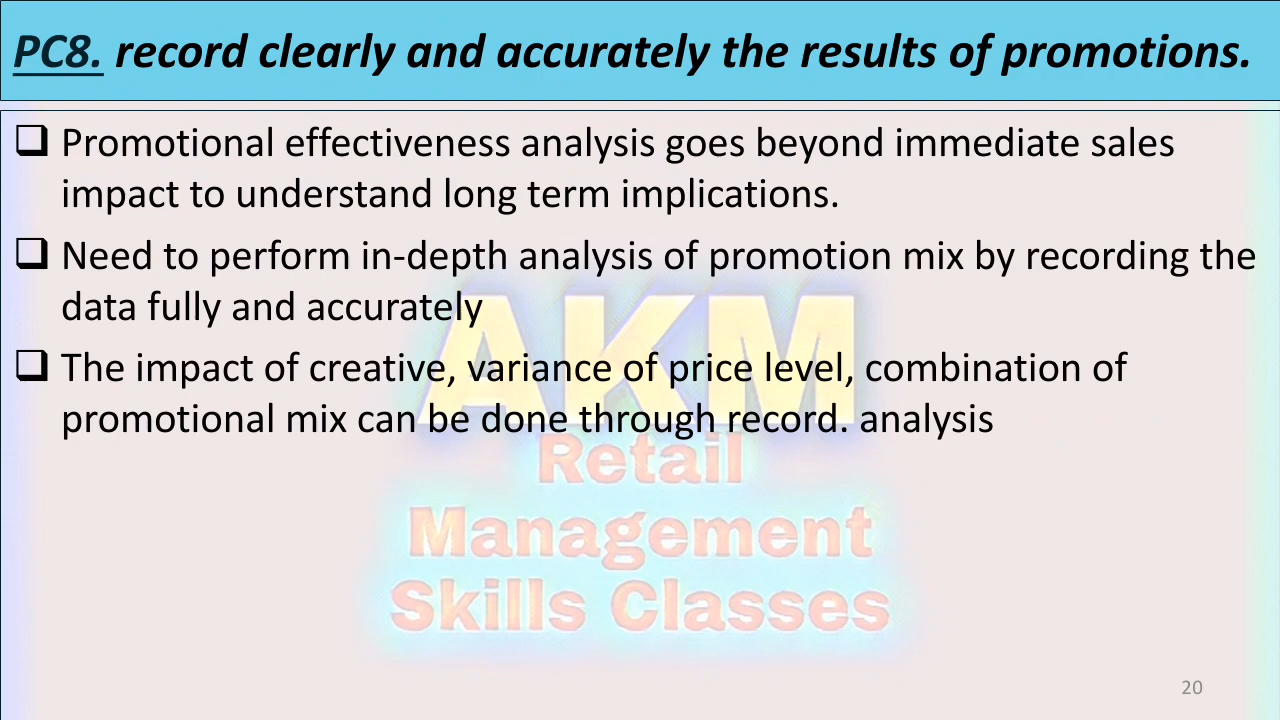 PC8. record clearly and accurately the results of promotions.
❑ Promotional effectiveness analysis goes beyond immediate sales
impact to understand long term implications.
❑ Need to perform in-depth analysis of promotion mix by recording the
data fully and accurately
❑ The impact of creative, variance of price level, combination of
promotional mix can be done through record. analysis
AKM
Retail
Management
Skills Classes
20